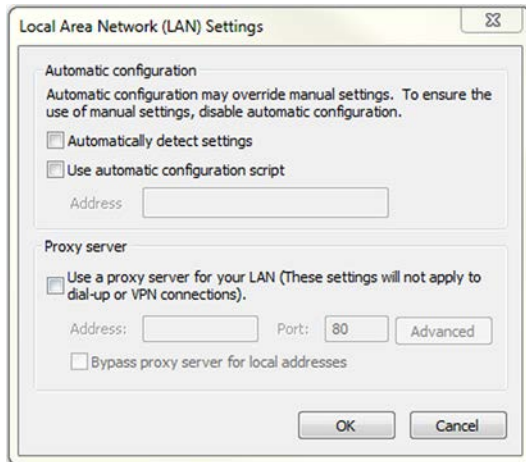 Local Area Network (LAN) Settings
Automatic configuration
Automatic configuration may override manual settings. To ensure the
use of manual settings, disable automatic configuration.
Automatically detect settings
Use automatic configuration script
Address
Proxy server
Use a proxy server for your LAN (These settings will not apply to
dial-up or VPN connections).
Address: Port: 80 Advanced
Bypass proxy server for local addresses
OK Cancel